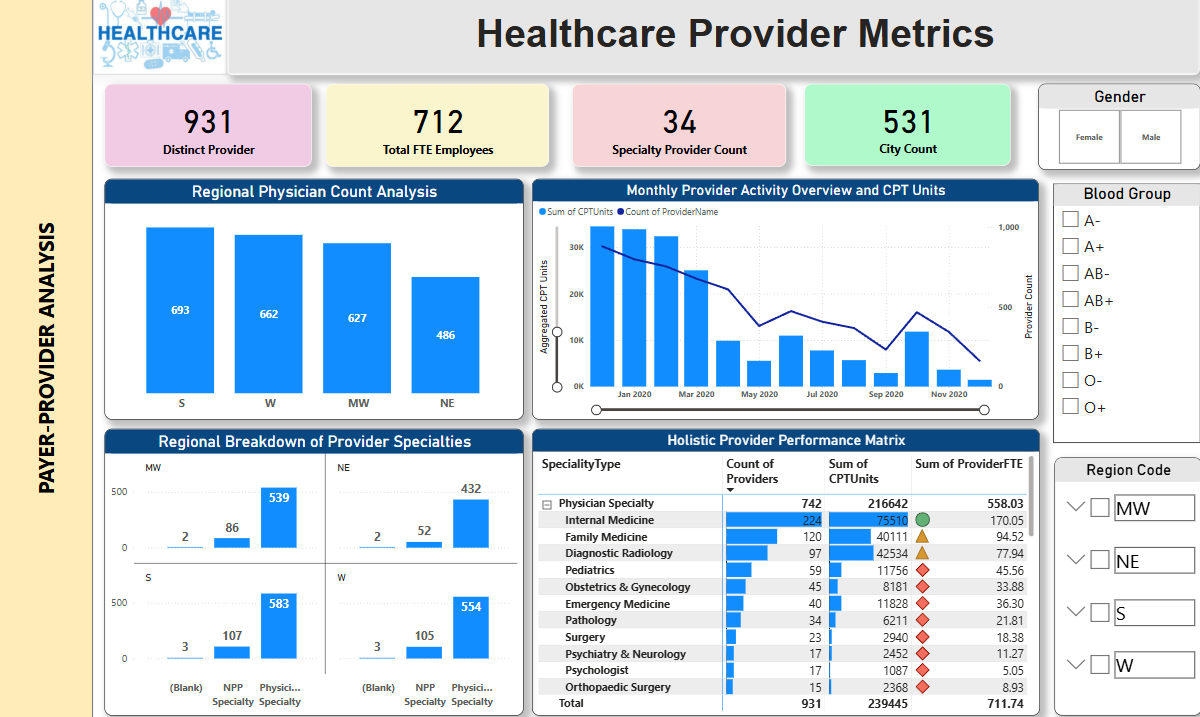 HEALTHCARE
Healthcare Provider Metrics
PAYER-PROVIDER ANALYSIS
931
Distinct Provider
712
Total FTE Employees
34
Specialty Provider Count
531
City Count
Gender
Female
Male
Regional Physician Count Analysis
693
662
627
486
S
W
MW
NE
Monthly Provider Activity Overview and CPT Units
Sum of CPTUnits
Count of ProviderName
Aggregated CPT Units
30K
20K
10K
0K
1,000
500
0
Provider Count
Jan 2020
Mar 2020
May 2020
Jul 2020
Sep 2020
Nov 2020
Blood Group
A-
A+
AB-
AB+
B-
B+
O-
O+
Regional Breakdown of Provider Specialties
MW
500
0
2
86
539
NE
2
52
432
S
500
0
3
107
583
W
3
105
554
(Blank)
NPP Specialty
Physici... Specialty
(Blank)
NPP Specialty
Physici... Specialty
Holistic Provider Performance Matrix
SpecialityType Count of Providers Sum of CPTUnits Sum of ProviderFTE
Physician Specialty 742 216642 558.03
Internal Medicine 224 75510 170.05
Family Medicine 120 40111 94.52
Diagnostic Radiology 97 42534 77.94
Pediatrics 59 11756 45.56
Obstetrics & Gynecology 45 8181 33.88
Emergency Medicine 40 11828 36.30
Pathology 34 6211 21.81
Surgery 23 2940 18.38
Psychiatry & Neurology 17 2452 11.27
Psychologist 17 1087 5.05
Orthopaedic Surgery 15 2368 8.93
Total 931 239445 711.74
Region Code
MW
NE
S
W